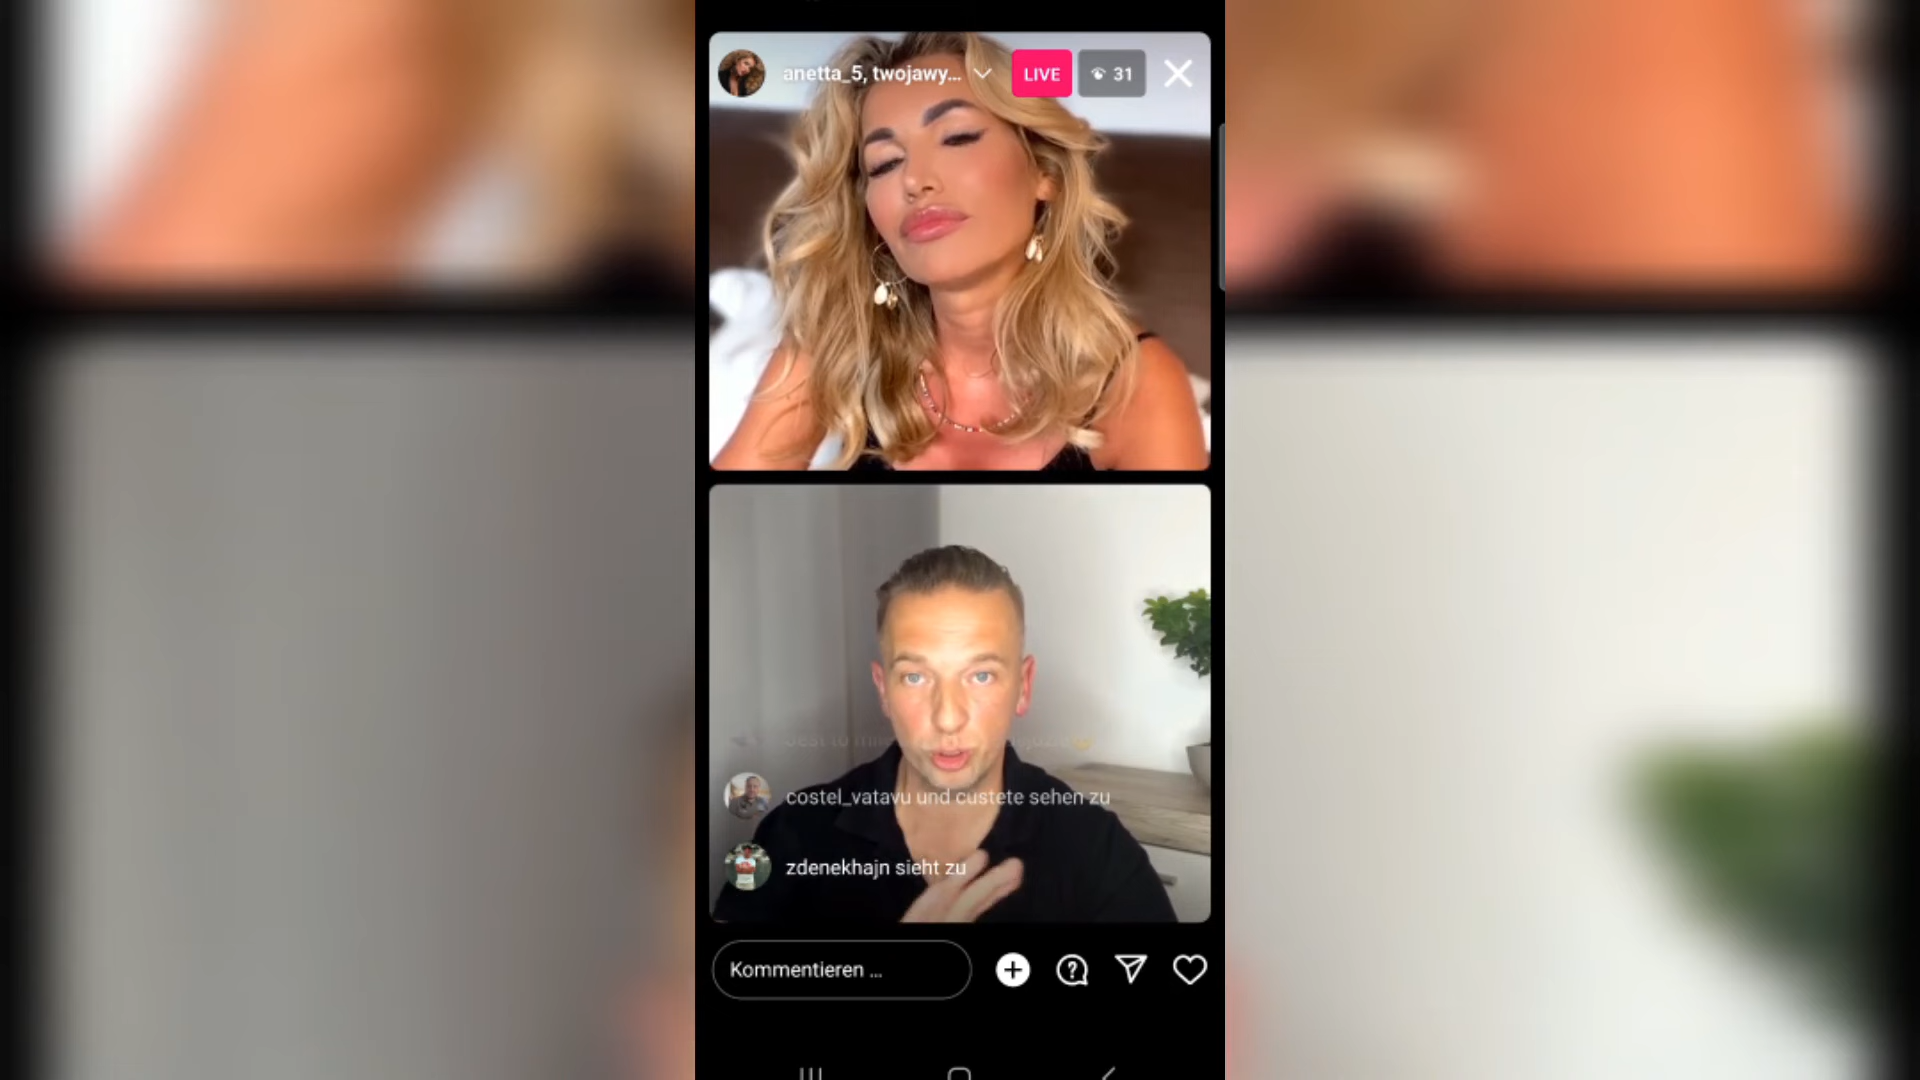 anetta_5, twojawy...
LIVE
31
costel_vatavu und custete sehen zu
zdenekhajn sieht zu
Kommentieren ...